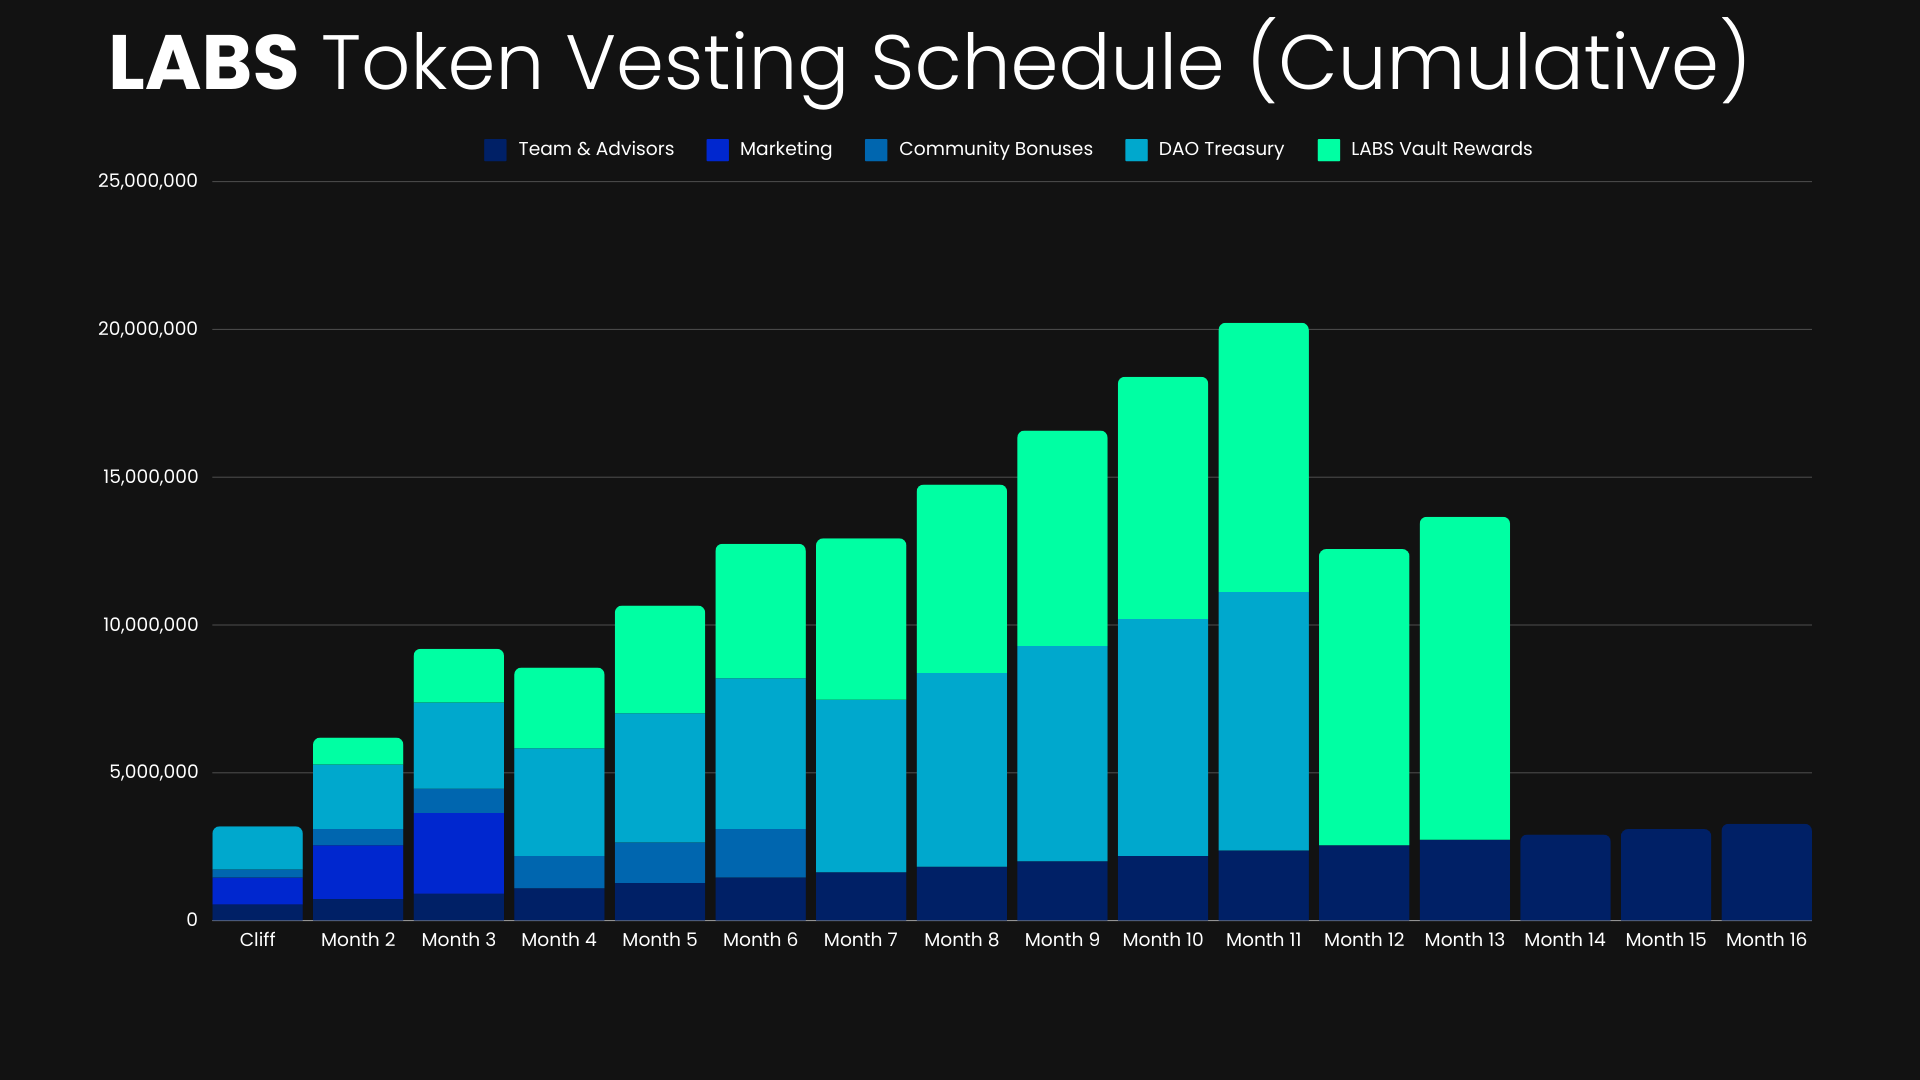 LABS Token Vesting Schedule (Cumulative)
Team & Advisors Marketing Community Bonuses DAO Treasury LABS Vault Rewards
25,000,000
20,000,000
15,000,000
10,000,000
5,000,000
0
Cliff Month 2 Month 3 Month 4 Month 5 Month 6 Month 7 Month 8 Month 9 Month 10 Month 11 Month 12 Month 13 Month 14 Month 15 Month 16